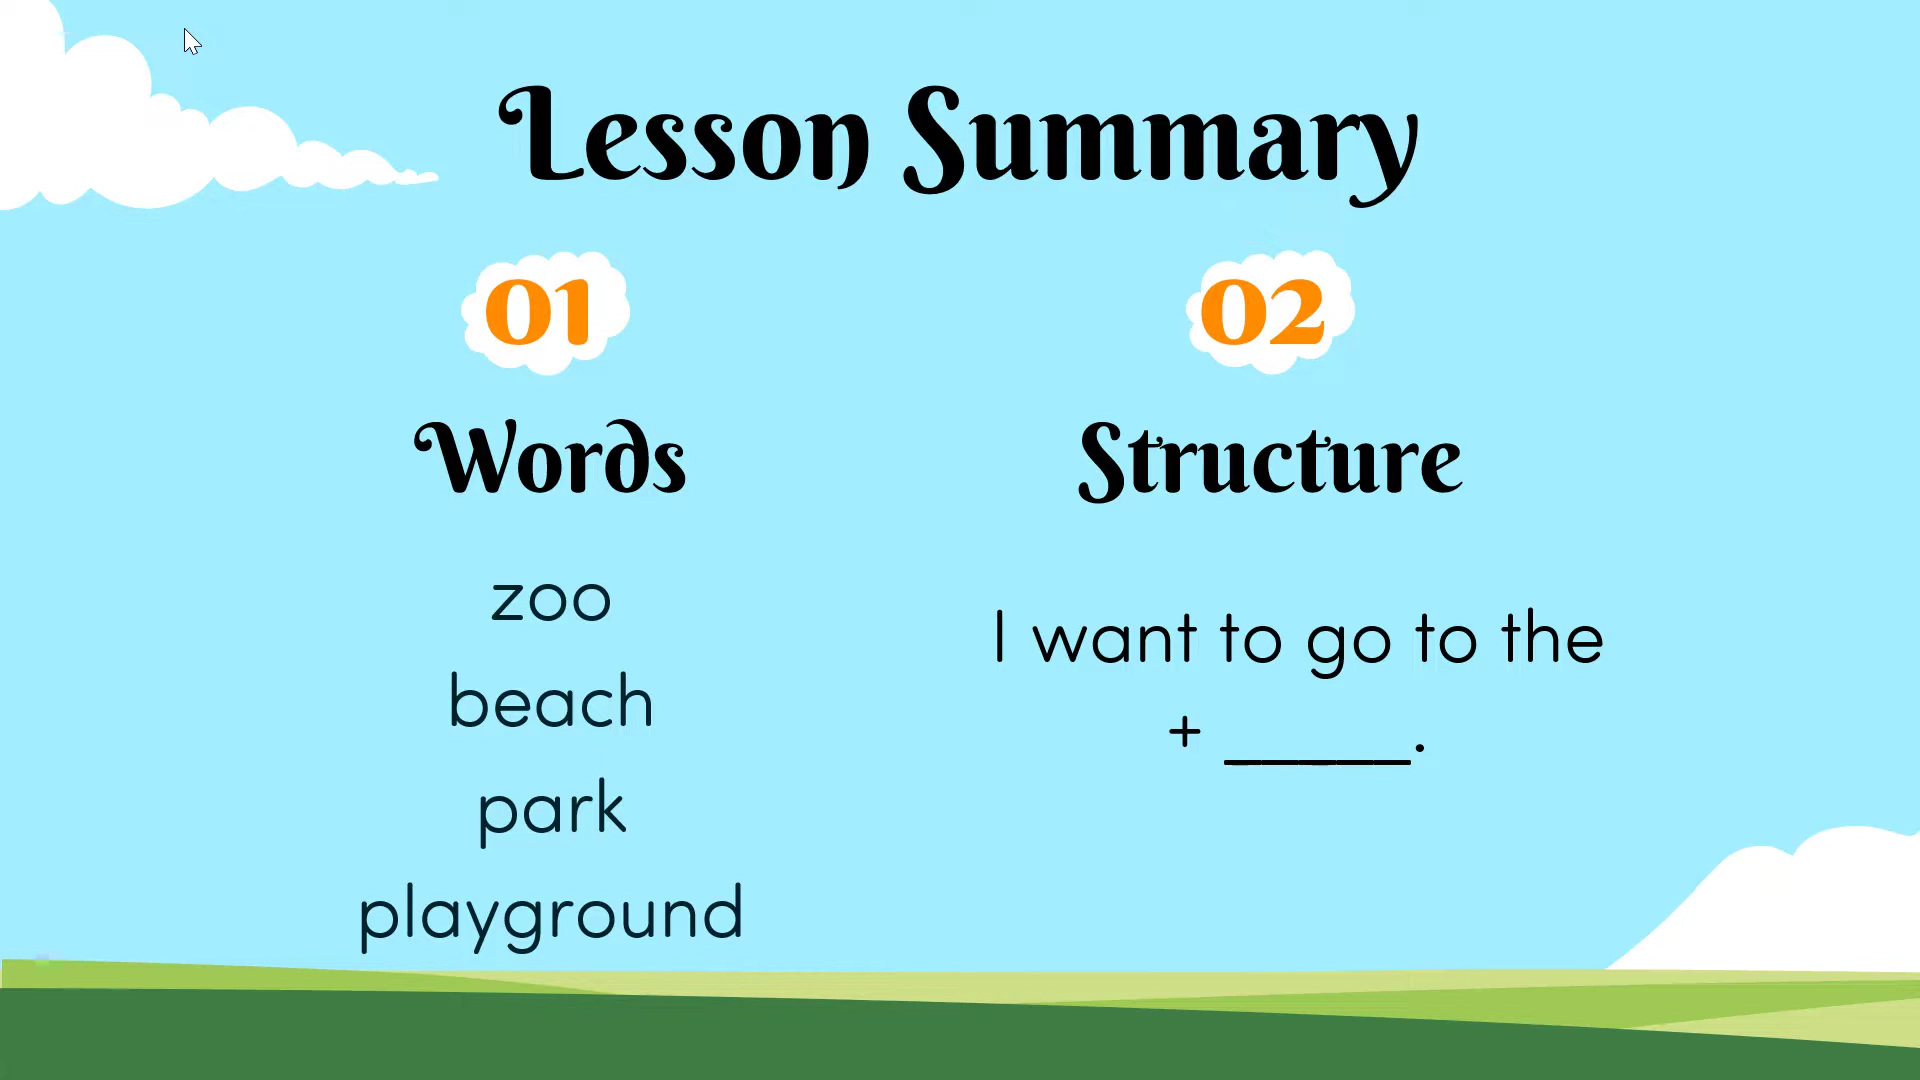 Lesson Summary
01
Words
zoo
beach
park
playground
02
Structure
I want to go to the
+ _____.